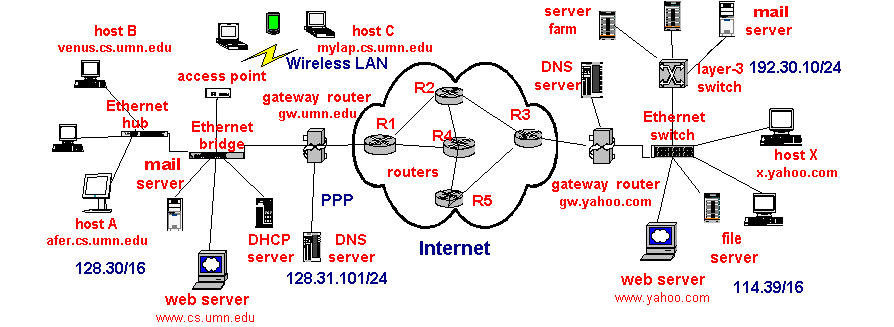 host B
venus.cs.umn.edu
host C
mylap.cs.umn.edu
Wireless LAN
access point
Ethernet
hub
Ethernet
bridge
gateway router
gw.umn.edu
mail
server
host A
afer.cs.umn.edu
128.30/16
DHCP
server
web server
www.cs.umn.edu
PPP
DNS
server
128.31.101/24
R1
R2
R3
R4
R5
routers
Internet
server
farm
mail
server
DNS
server
layer-3
switch
192.30.10/24
Ethernet
switch
host X
x.yahoo.com
gateway router
gw.yahoo.com
file
server
web server
www.yahoo.com
114.39/16